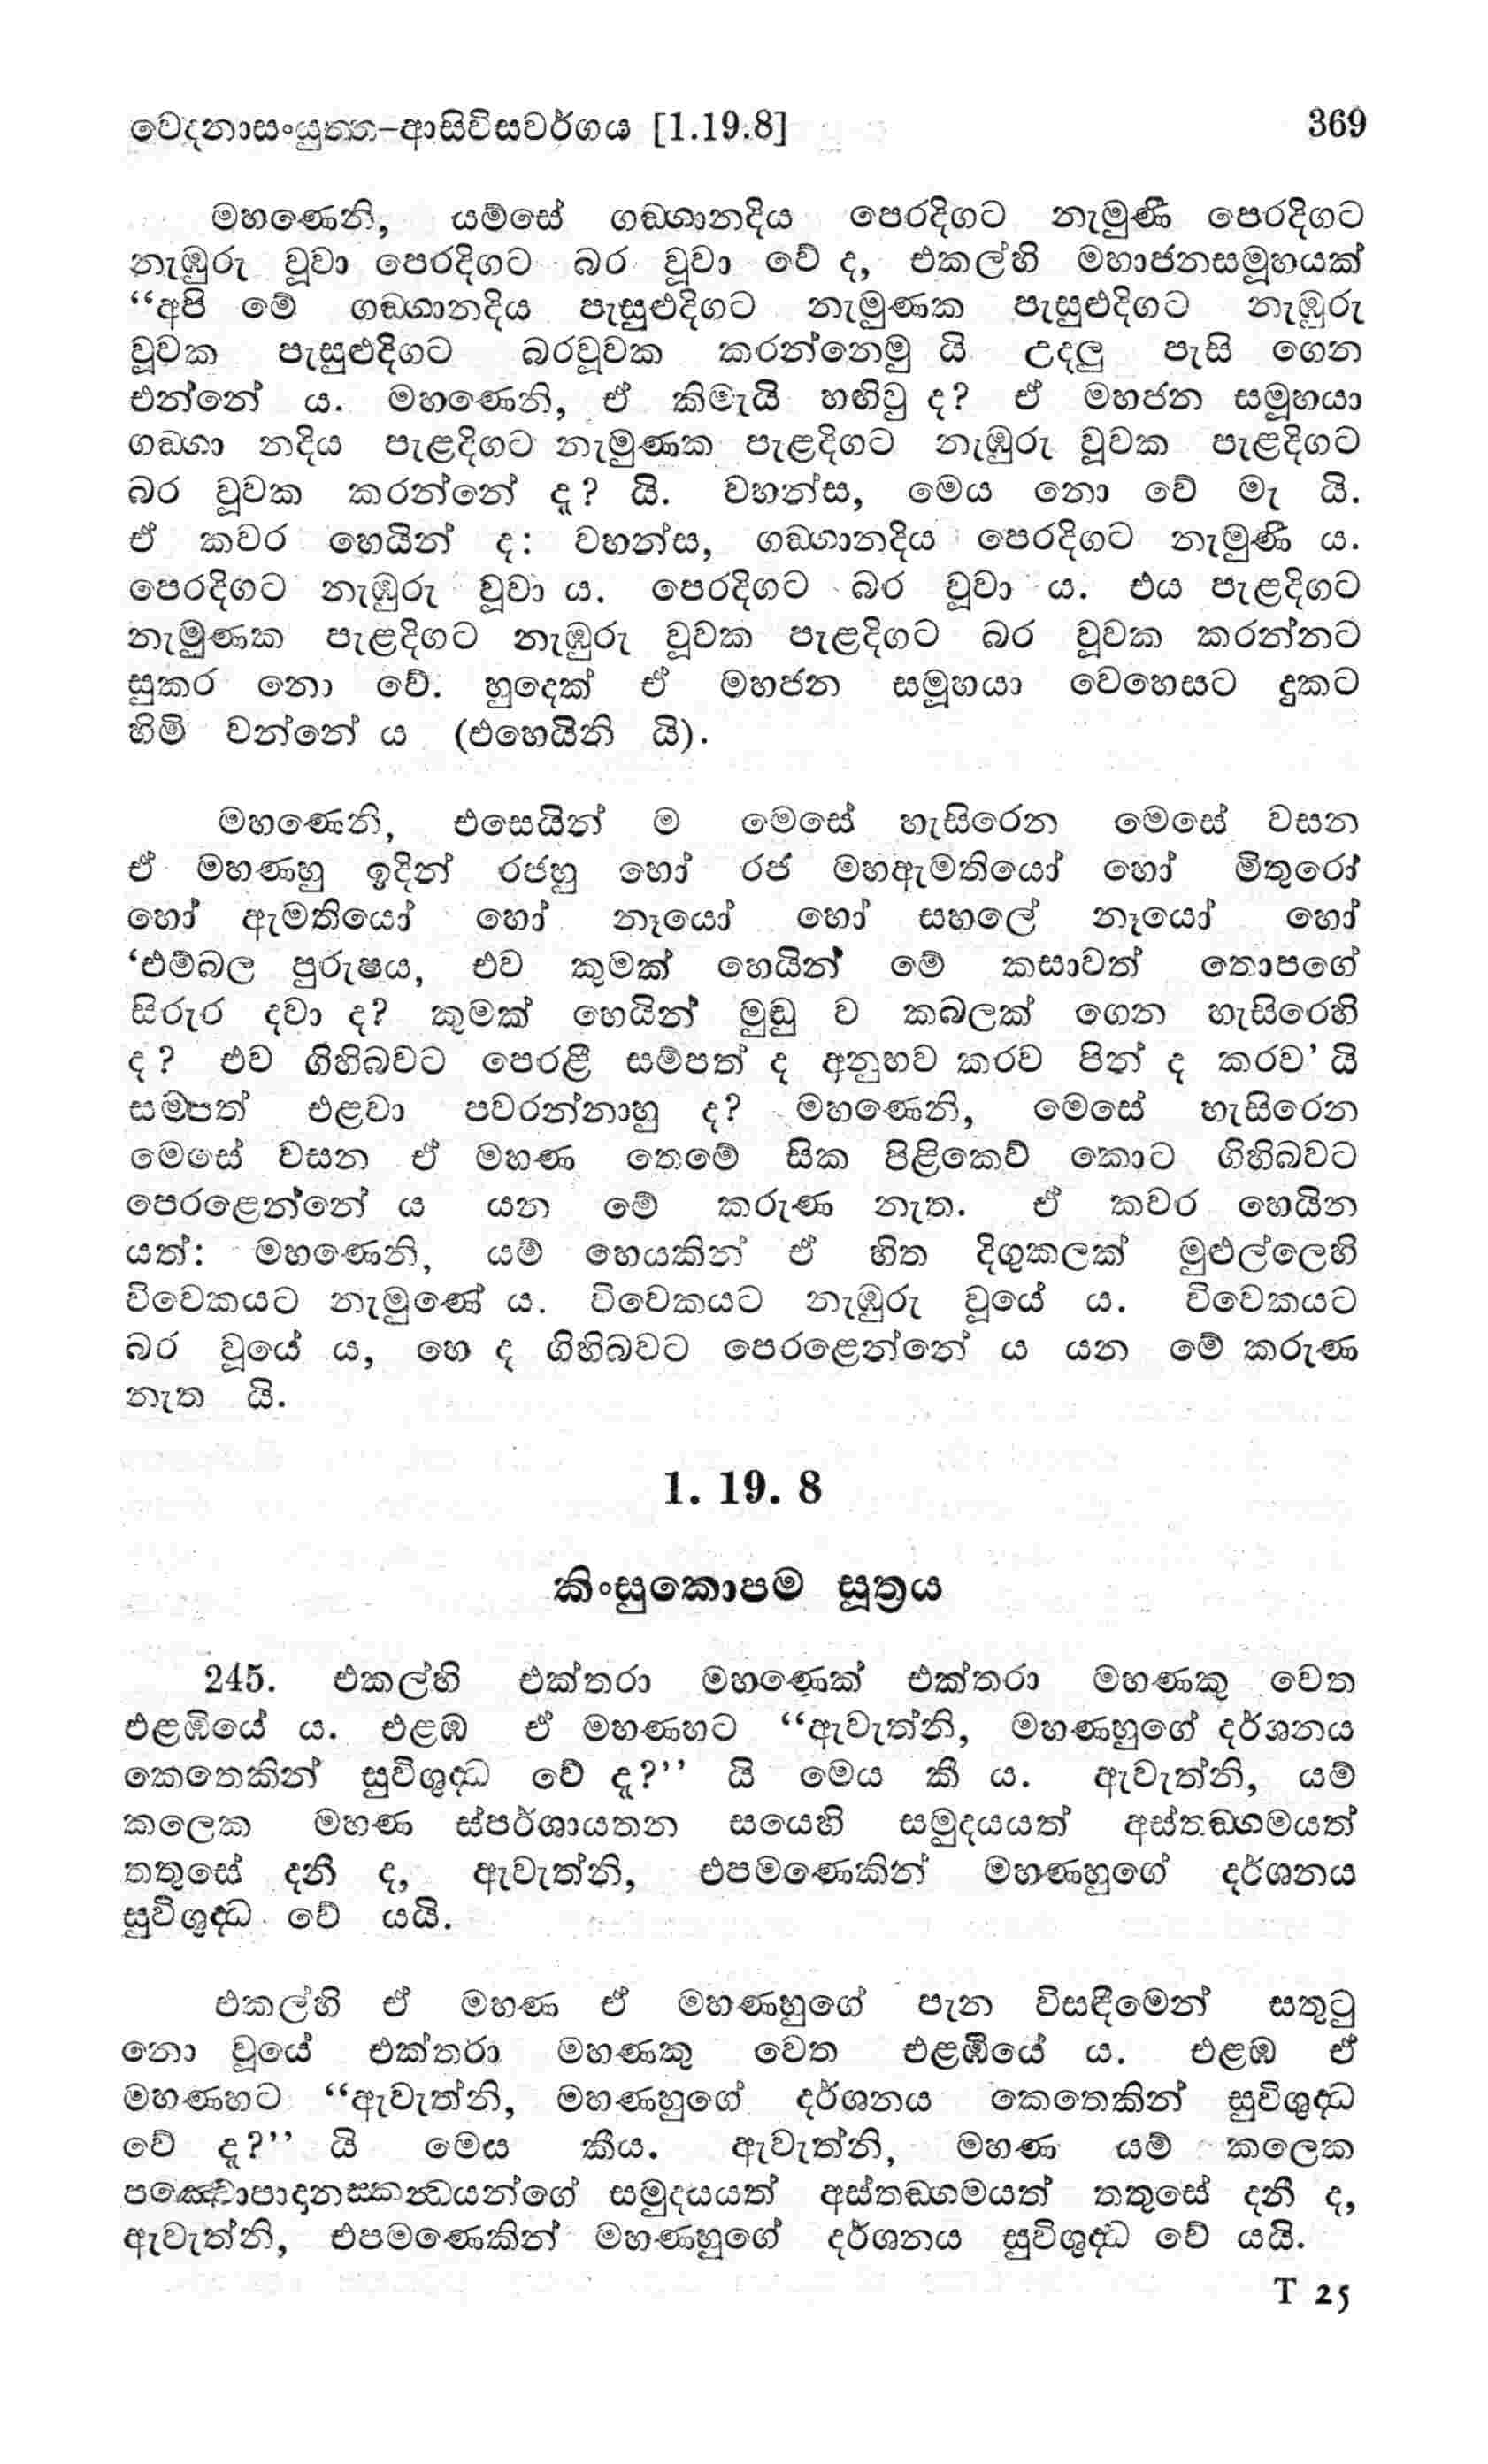 වෙදනාසංයුත්ත-ආසිවිසවර්ගය [1.19.8] 369
මහණෙනි, යම්සේ ගඞ්ගානදිය පෙරදිගට නැමුණී පෙරදිගට
නැඹුරු වූවා පෙරදිගට බර වූවා වේ ද, එකල්හි මහාජනසමූහයක්
“අපි මේ ගඞ්ගානදිය පැසුළුදිගට නැමුණක පැසුළුදිගට නැඹුරු
වූවක පැසුළුදිගට බරවූවක කරන්නෙමු යි උදලු පැසි ගෙන
එන්නේ ය. මහණෙනි, ඒ කිමැයි හඟිවු ද? ඒ මහජන සමූහයා
ගඞ්ගා නදිය පැළදිගට නැමුණක පැළදිගට නැඹුරු වූවක පැළදිගට
බර වූවක කරන්නේ දැ? යි. වහන්ස, මෙය නො වේ මැ යි.
ඒ කවර හෙයින් ද: වහන්ස, ගඞ්ගානදිය පෙරදිගට නැමුණී ය.
පෙරදිගට නැඹුරු වූවා ය. පෙරදිගට බර වූවා ය. එය පැළදිගට
නැමුණක පැළදිගට නැඹුරු වූවක පැළදිගට බර වූවක කරන්නට
සුකර නො වේ. හුදෙක් ඒ මහජන සමූහයා වෙහෙසට දුකට
හිමි වන්නේ ය (එහෙයිනි යි).
මහණෙනි, එසෙයින් ම මෙසේ හැසිරෙන මෙසේ වසන
ඒ මහණහු ඉදින් රජහු හෝ රජ මහඇමතියෝ හෝ මිතුරෝ
හෝ ඇමතියෝ හෝ නෑයෝ හෝ සහලේ නෑයෝ හෝ
‘එම්බල පුරුෂය, එව කුමක් හෙයින් මේ කසාවත් තොපගේ
සිරුර දවා ද? කුමක් හෙයින් මුඩු ව කබලක් ගෙන හැසිරෙහි
ද? එව ගිහිබවට පෙරළී සම්පත් ද අනුභව කරව පින් ද කරව’ යි
සම්පත් එළවා පවරන්නාහු ද? මහණෙනි, මෙසේ හැසිරෙන
මෙසේ වසන ඒ මහණ තෙමේ සික පිළිකෙව් කොට ගිහිබවට
පෙරළෙන්නේ ය යන මේ කරුණ නැත. ඒ කවර හෙයින
යත්: මහණෙනි, යම් හෙයකින් ඒ හිත දිගුකලක් මුළුල්ලෙහි
විවෙකයට නැමුණේ ය. විවෙකයට නැඹුරු වූයේ ය. විවෙකයට
බර වූයේ ය, හෙ ද ගිහිබවට පෙරළෙන්නේ ය යන මේ කරුණ
නැත යි.
1. 19. 8
කිංසුකොපම සූත්‍රය
245. එකල්හි එක්තරා මහණෙක් එක්තරා මහණකු වෙත
එළඹියේ ය. එළඹ ඒ මහණහට “ඇවැත්නි, මහණහුගේ දර්ශනය
කෙතෙකින් සුවිශුද්ධ වේ දැ?” යි මෙය කී ය. ඇවැත්නි, යම්
කලෙක මහණ ස්පර්ශායතන සයෙහි සමුදයයත් අස්තඞ්ගමයත්
තතුසේ දනී ද, ඇවැත්නි, එපමණෙකින් මහණහුගේ දර්ශනය
සුවිශුද්ධ වේ යයි.
එකල්හි ඒ මහණ ඒ මහණහුගේ පැන විසඳීමෙන් සතුටු
නො වූයේ එක්තරා මහණකු වෙත එළඹියේ ය. එළඹ ඒ
මහණහට “ඇවැත්නි, මහණහුගේ දර්ශනය කෙතෙකින් සුවිශුද්ධ
වේ දැ?” යි මෙය කීය. ඇවැත්නි, මහණ යම් කලෙක
පඤ්චොපාදානස්කන්ධයන්ගේ සමුදයයත් අස්තඞ්ගමයත් තතුසේ දනී ද,
ඇවැත්නි, එපමණෙකින් මහණහුගේ දර්ශනය සුවිශුද්ධ වේ යයි.
T 25